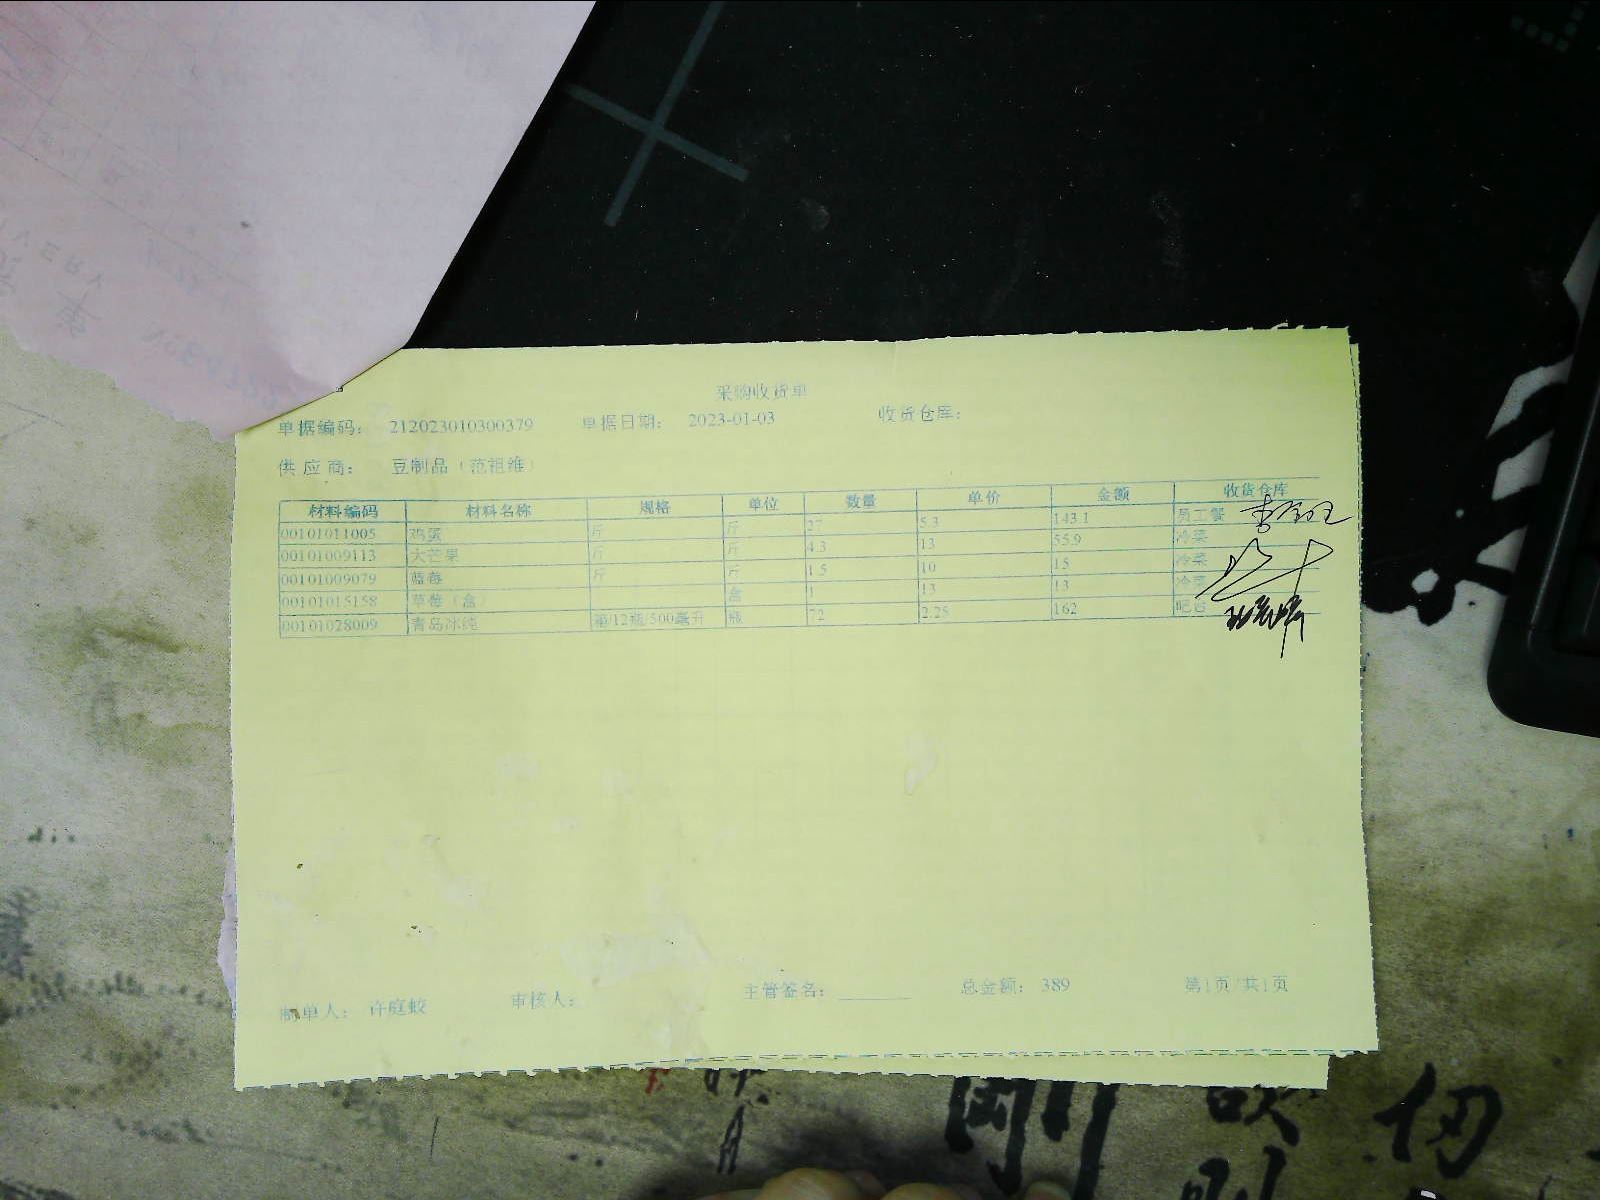 采购收货单
单据编码: 212023010300379 单据日期: 2023-01-03 收货仓库:
供应商: 豆制品（范祖维）
材料编码 材料名称 规格 单位 数量 单价 金额 收货仓库
00101011005 鸡蛋 斤 斤 27 5.3 143.1 员工餐
00101009113 大芒果 斤 斤 4.3 13 55.9 冷菜
00101009079 蓝莓 斤 斤 1.5 10 15 冷菜
00101015158 草莓（盒） 盒 1 13 13 冷菜
00101028009 青岛冰纯 箱/12瓶/500毫升 瓶 72 2.25 162 吧台
制单人: 许庭蛟 审核人: 主管签名: 总金额: 389 第1页/共1页